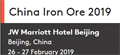 China Iron Ore 2019
JW Marriott Hotel Beijing
Beijing, China
26 - 27 February 2019